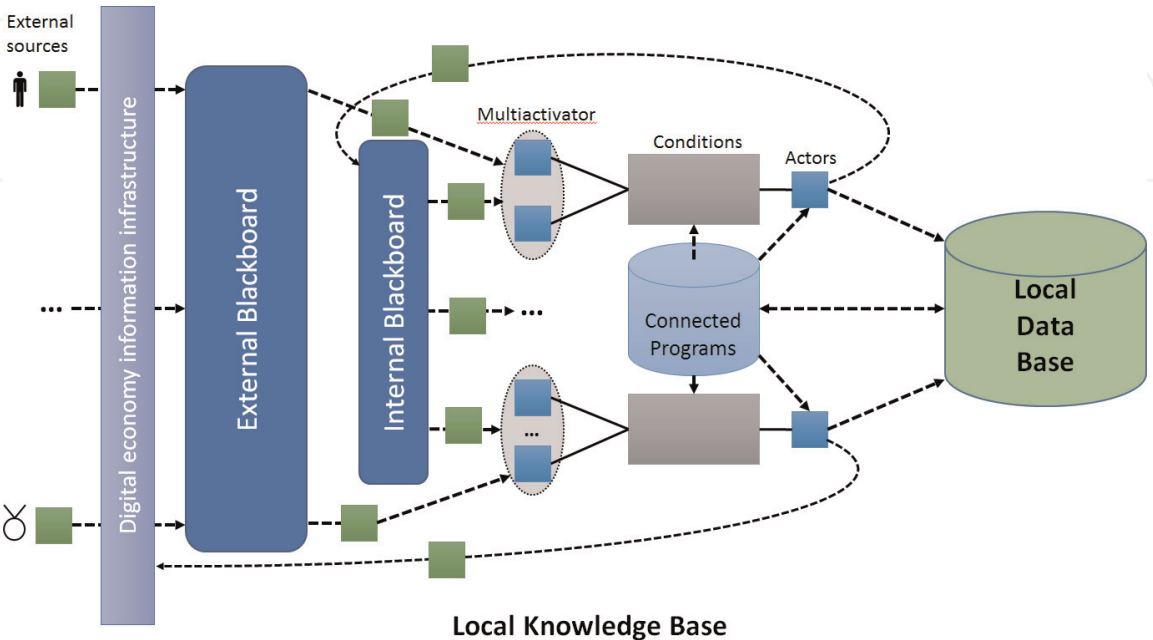 External
sources
Digital economy information infrastructure
External Blackboard
Internal Blackboard
Multiactivator
Conditions
Actors
...
...
Connected
Programs
Local
Data
Base
...
Local Knowledge Base